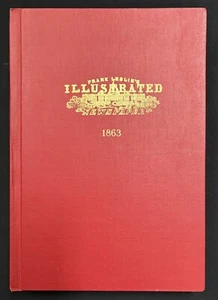 FRANK LESLIE'S
ILLUSTRATED
NEWSPAPER
1863